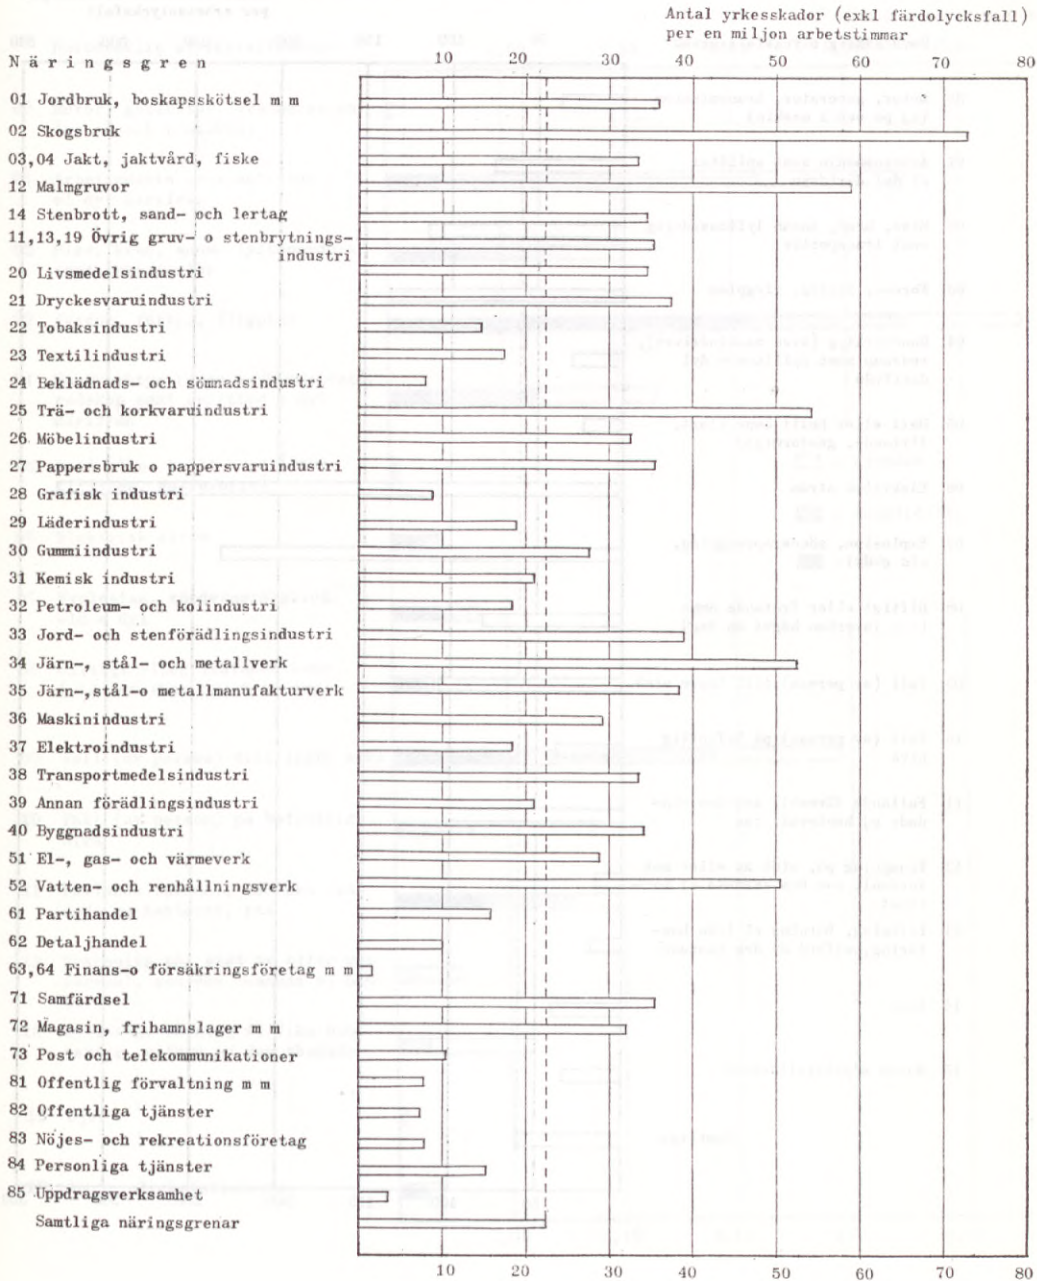 Antal yrkesskador (exkl färdolycksfall)
per en miljon arbetstimmar
Näringsgren 10 20 30 40 50 60 70 80
01 Jordbruk, boskapsskötsel m m
02 Skogsbruk
03,04 Jakt, jaktvård, fiske
12 Malmgruvor
14 Stenbrott, sand- och lertag
11,13,19 Övrig gruv- o stenbrytnings-
industri
20 Livsmedelsindustri
21 Dryckesvaruindustri
22 Tobaksindustri
23 Textilindustri
24 Beklädnads- och sömnadsindustri
25 Trä- och korkvaruindustri
26 Möbelindustri
27 Pappersbruk o pappersvaruindustri
28 Grafisk industri
29 Läderindustri
30 Gummiindustri
31 Kemisk industri
32 Petroleum- och kolindustri
33 Jord- och stenförädlingsindustri
34 Järn-, stål- och metallverk
35 Järn-,stål-o metallmanufakturverk
36 Maskinindustri
37 Elektroindustri
38 Transportmedelsindustri
39 Annan förädlingsindustri
40 Byggnadsindustri
51 El-, gas- och värmeverk
52 Vatten- och renhållningsverk
61 Partihandel
62 Detaljhandel
63,64 Finans-o försäkringsföretag m m
71 Samfärdsel
72 Magasin, frihamnslager m m
73 Post och telekommunikationer
81 Offentlig förvaltning m m
82 Offentliga tjänster
83 Nöjes- och rekreationsföretag
84 Personliga tjänster
85 Uppdragsverksamhet
Samtliga näringsgrenar
10 20 30 40 50 60 70 80